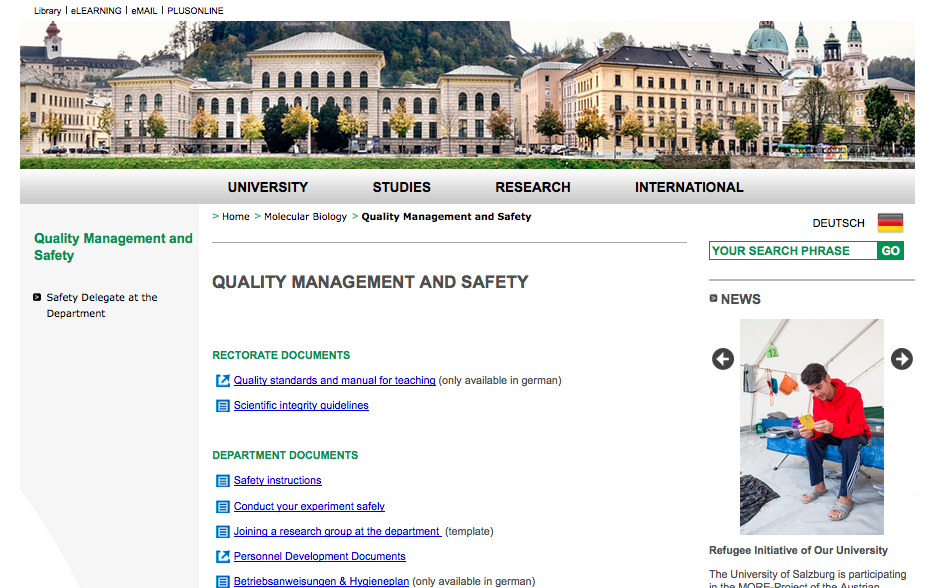 Library | eLEARNING | eMAIL | PLUSONLINE
UNIVERSITY STUDIES RESEARCH INTERNATIONAL
> Home > Molecular Biology > Quality Management and Safety
Quality Management and
Safety
Safety Delegate at the
Department
QUALITY MANAGEMENT AND SAFETY
RECTORATE DOCUMENTS
Quality standards and manual for teaching (only available in german)
Scientific integrity guidelines
DEPARTMENT DOCUMENTS
Safety instructions
Conduct your experiment safely
Joining a research group at the department (template)
Personnel Development Documents
Betriebsanweisungen & Hygieneplan (only available in german)
DEUTSCH
YOUR SEARCH PHRASE GO
NEWS
12
Refugee Initiative of Our University
The University of Salzburg is participating
in the MORE-Project of the Austrian